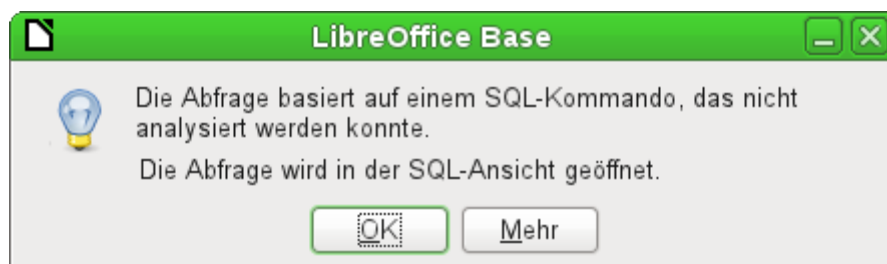 LibreOffice Base
Die Abfrage basiert auf einem SQL-Kommando, das nicht
analysiert werden konnte.
Die Abfrage wird in der SQL-Ansicht geöffnet.
OK
Mehr